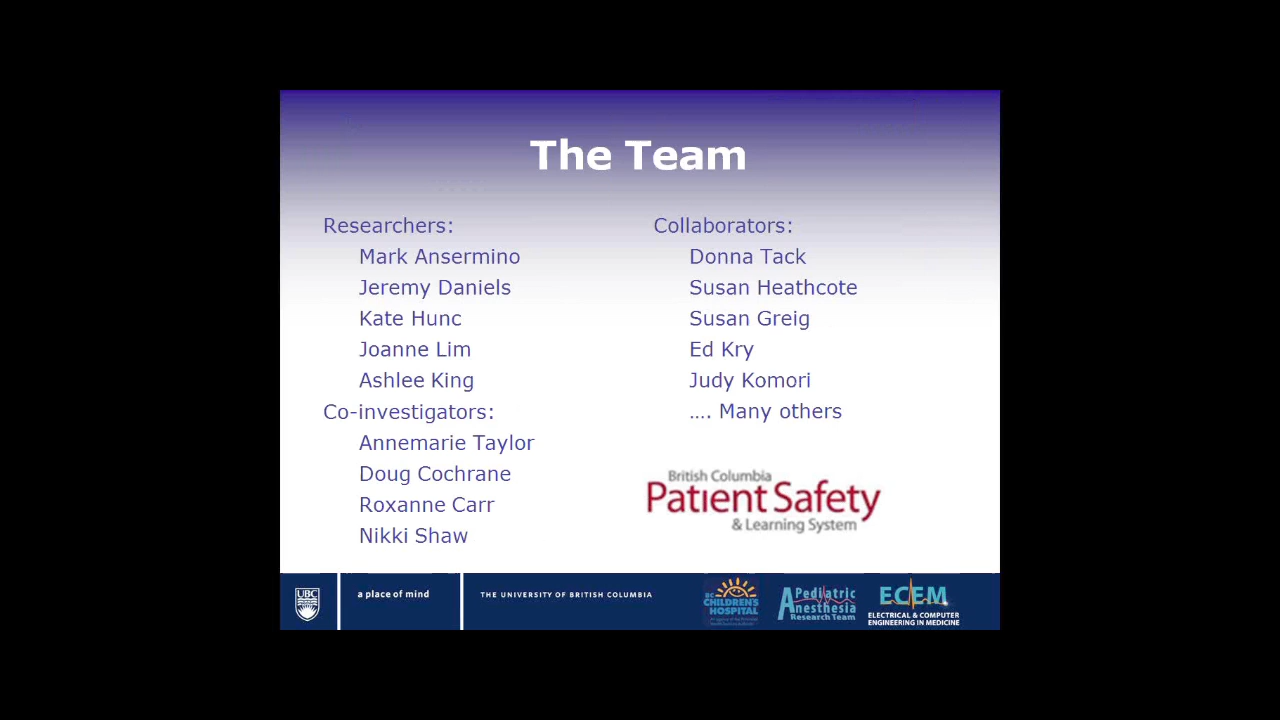 The Team
Researchers:
Mark Ansermino
Jeremy Daniels
Kate Hunc
Joanne Lim
Ashlee King
Co-investigators:
Annemarie Taylor
Doug Cochrane
Roxanne Carr
Nikki Shaw
Collaborators:
Donna Tack
Susan Heathcote
Susan Greig
Ed Kry
Judy Komori
.... Many others
British Columbia
Patient Safety
& Learning System
UBC
a place of mind
THE UNIVERSITY OF BRITISH COLUMBIA
BC
CHILDREN'S
HOSPITAL
Pediatric
Anesthesia
Research Team
ECEM
ELECTRICAL & COMPUTER
ENGINEERING IN MEDICINE